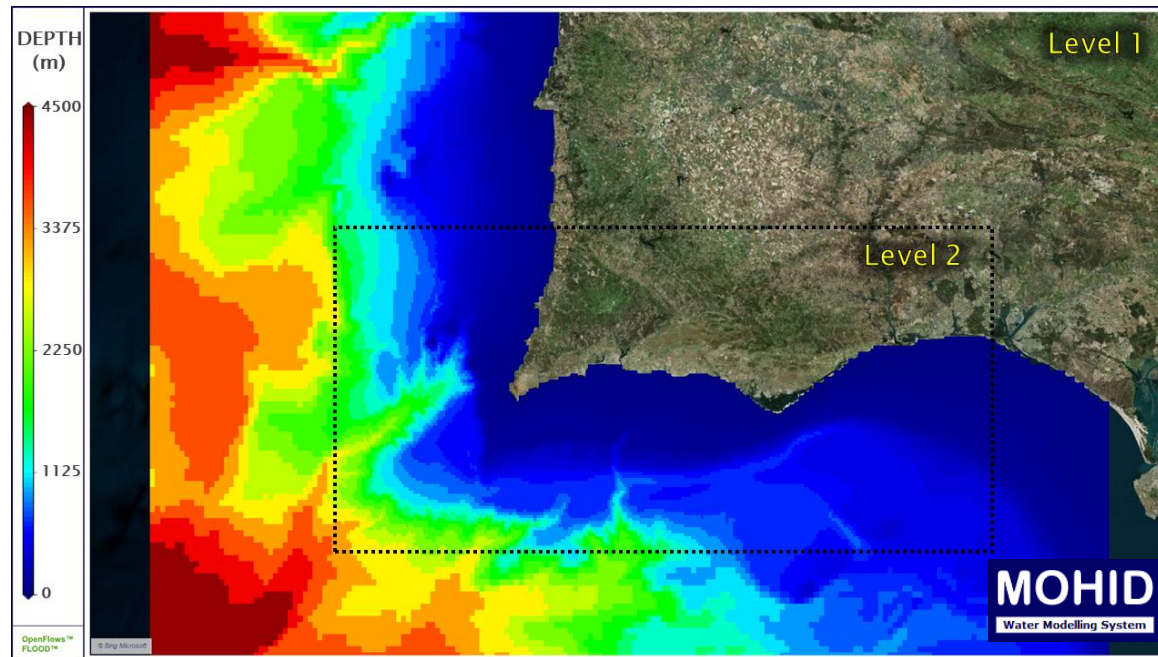 DEPTH
(m)
4500
3375
2250
1125
0
OpenFlows™
FLOOD™
© Bing Microsoft
Level 1
Level 2
MOHID
Water Modelling System